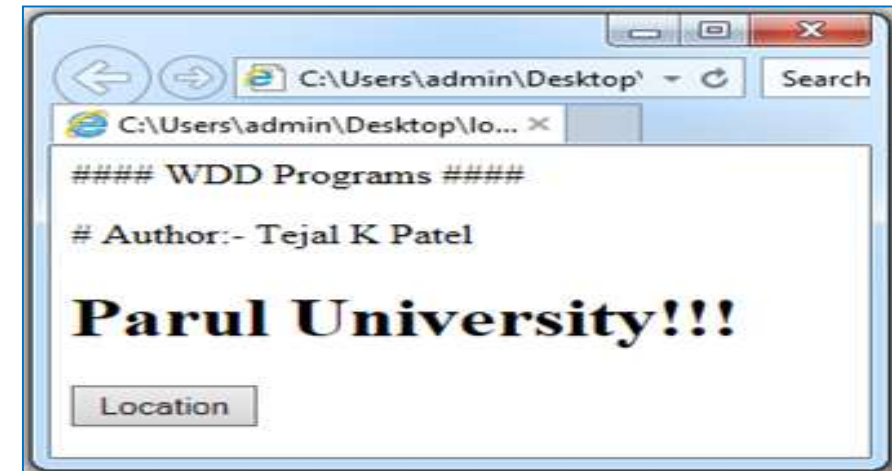 C:\Users\admin\Desktop\
Search
C:\Users\admin\Desktop\lo...
#### WDD Programs ####
# Author:- Tejal K Patel
Parul University!!!
Location